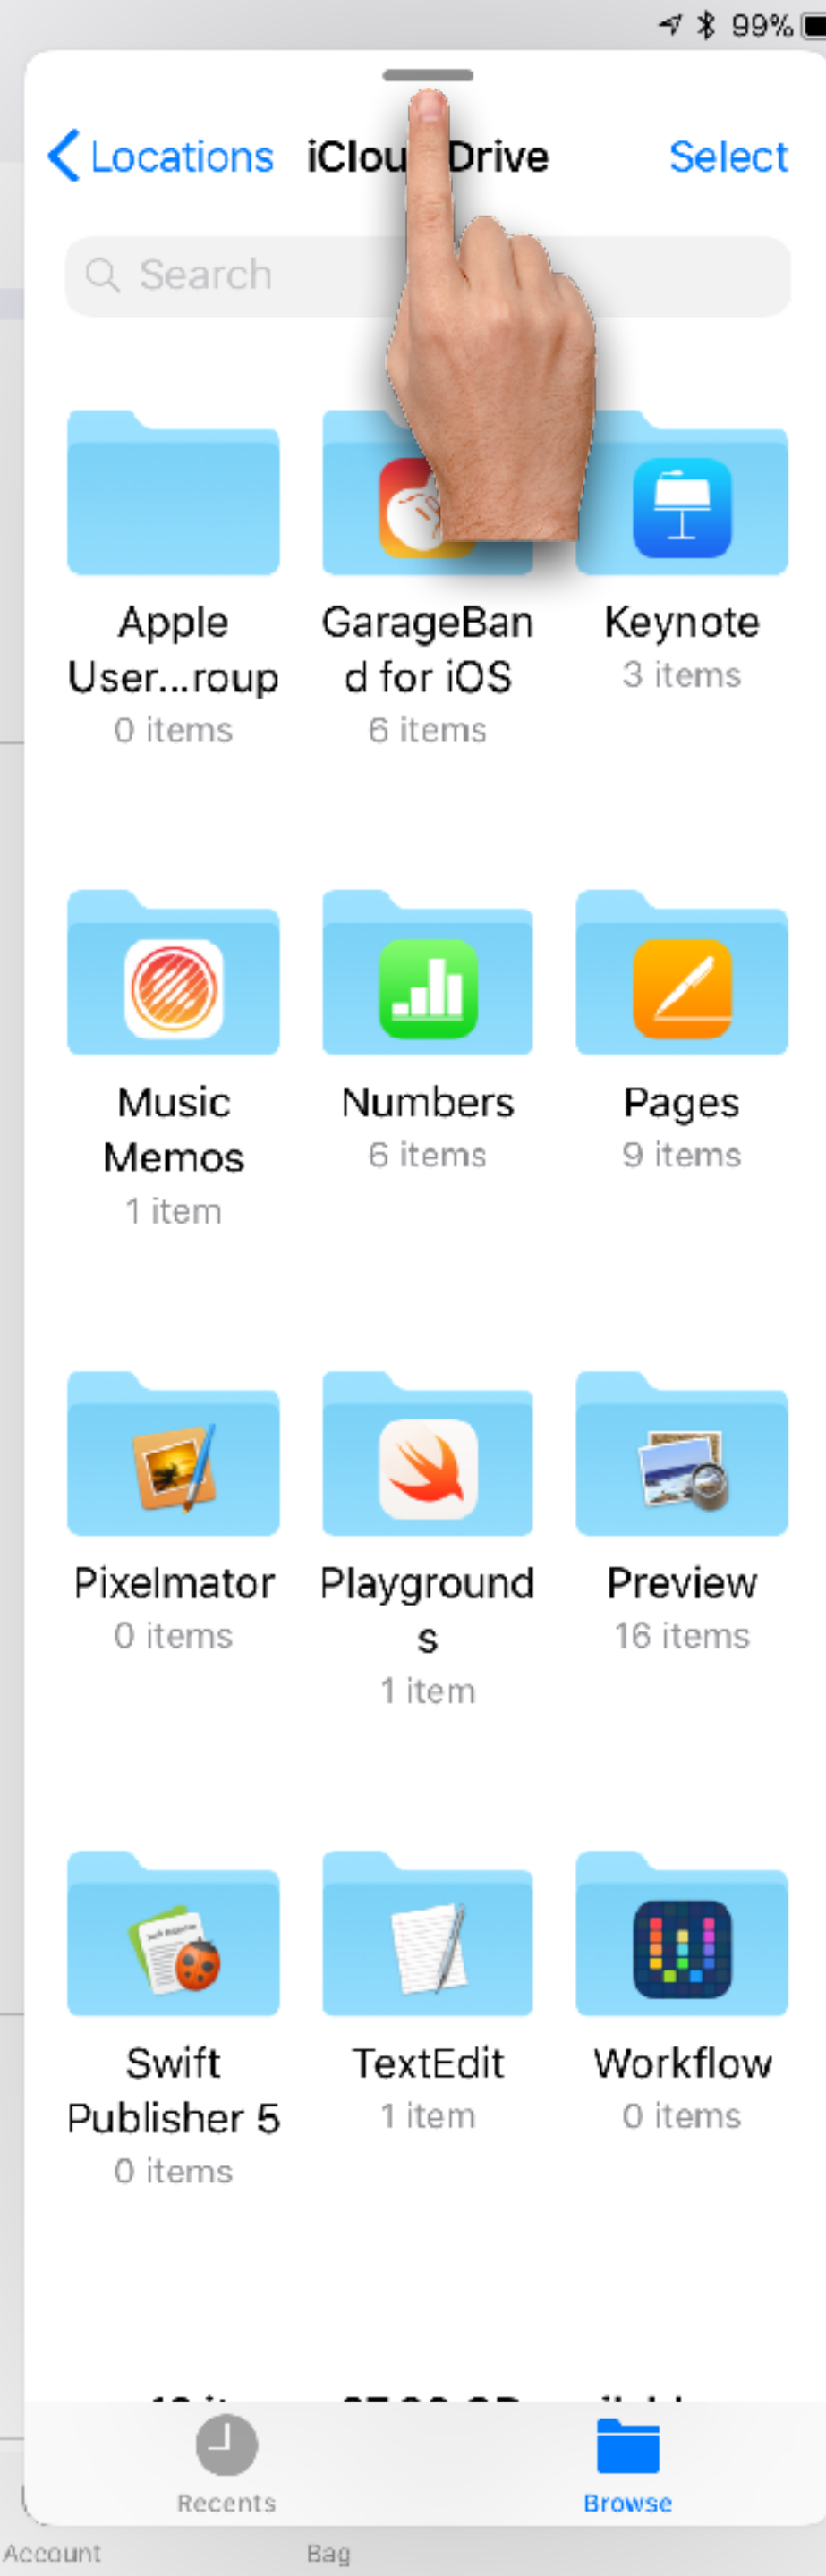 99%
Locations iClou Drive Select
Search
Apple GarageBan Keynote
User...roup d for iOS 3 items
0 items 6 items
Music Numbers Pages
Memos 6 items 9 items
1 item
Pixelmator Playground Preview
0 items s 16 items
1 item
Swift TextEdit Workflow
Publisher 5 1 item 0 items
0 items
Recents Browse
Account Bag